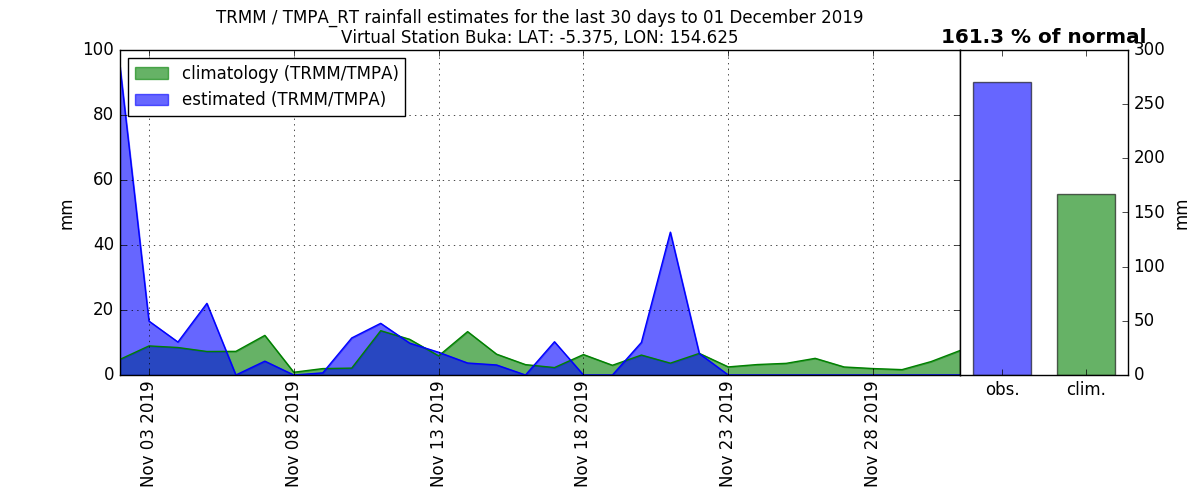 TRMM / TMPA_RT rainfall estimates for the last 30 days to 01 December 2019
Virtual Station Buka: LAT: -5.375, LON: 154.625
161.3 % of normal
climatology (TRMM/TMPA)
estimated (TRMM/TMPA)
mm
100
80
60
40
20
0
Nov 03 2019
Nov 08 2019
Nov 13 2019
Nov 18 2019
Nov 23 2019
Nov 28 2019
obs.
clim.
300
250
200
150
100
50
0
mm